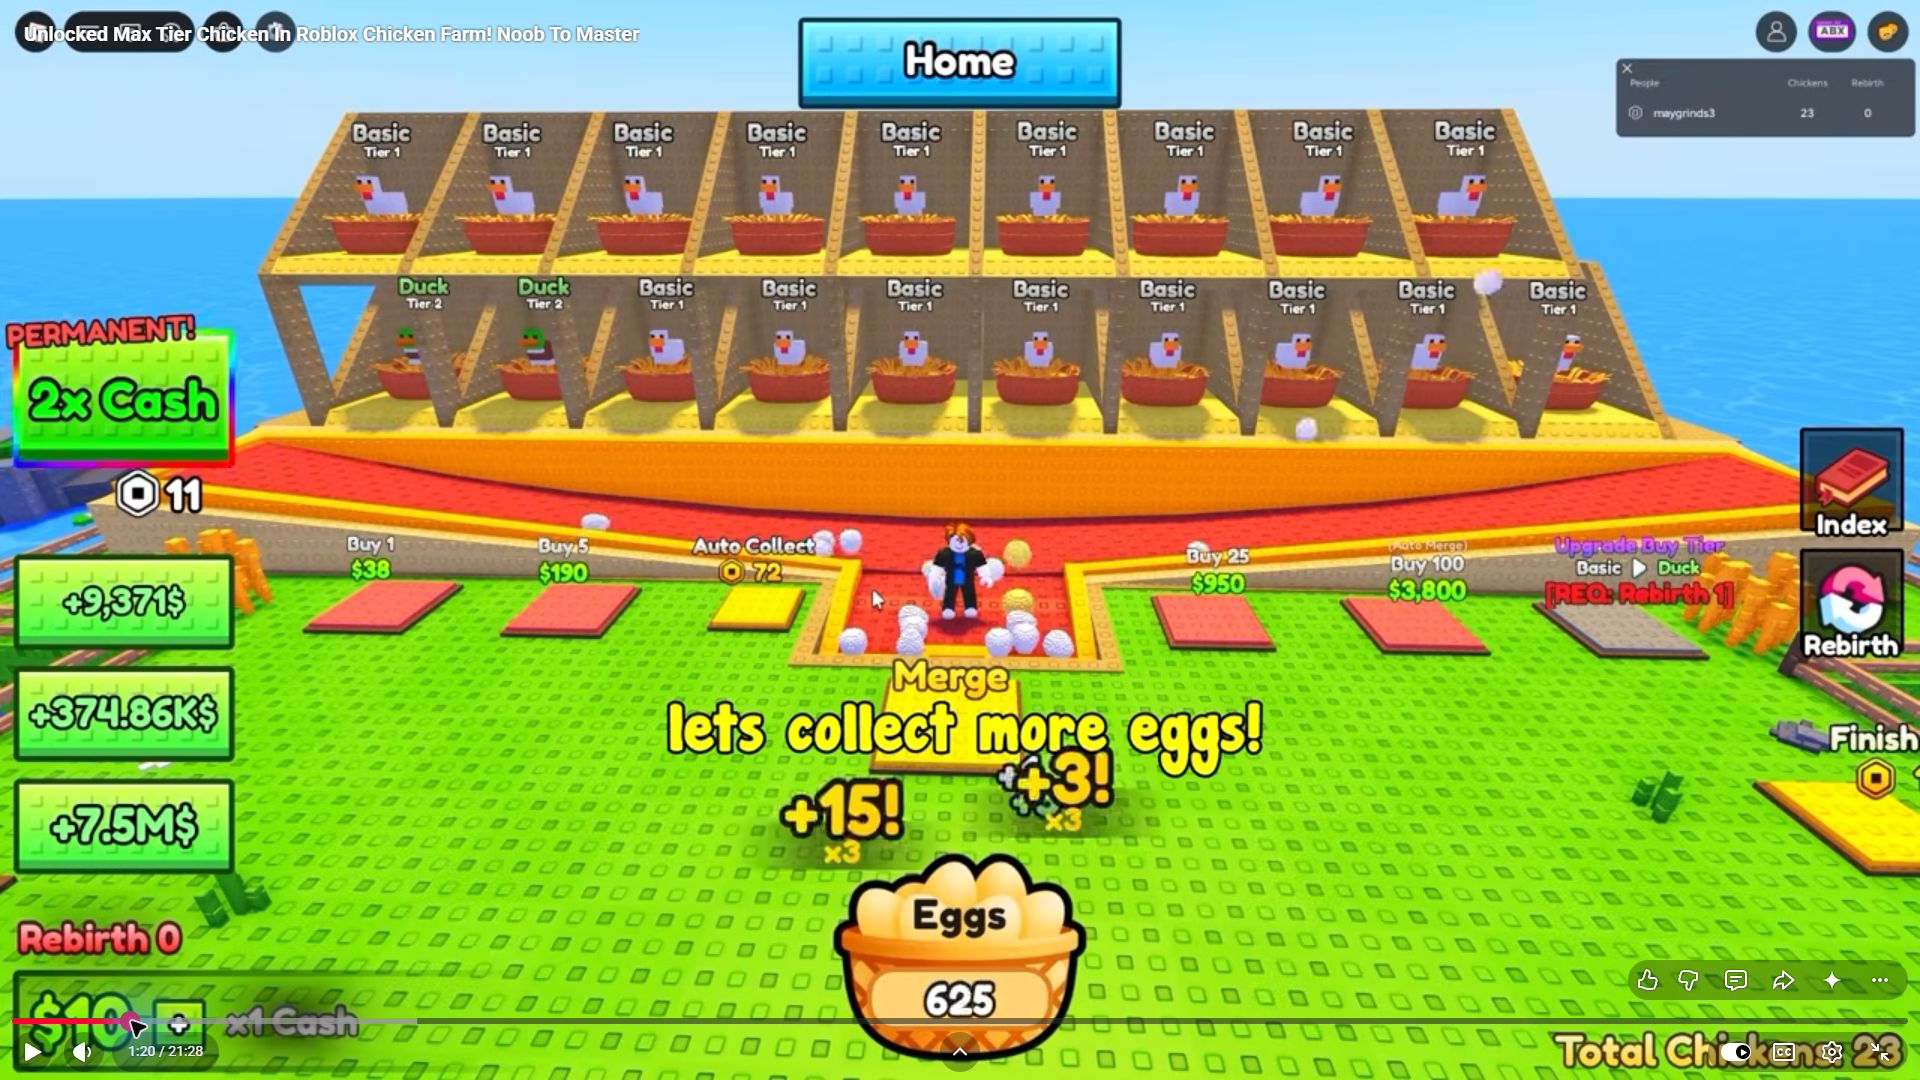 Unlocked Max Tier Chicken In Roblox Chicken Farm! Noob To Master
Home
ABX
People Chickens Rebirth
maygrinds3 23 0
Basic Basic Basic Basic Basic Basic Basic Basic Basic
Tier 1 Tier 1 Tier 1 Tier 1 Tier 1 Tier 1 Tier 1 Tier 1 Tier 1
Duck Duck Basic Basic Basic Basic Basic Basic Basic Basic
Tier 2 Tier 2 Tier 1 Tier 1 Tier 1 Tier 1 Tier 1 Tier 1 Tier 1 Tier 1
PERMANENT!
2x Cash
11
Index
Buy 1
$38
Buy 5
$190
Auto Collect
72
Buy 25
$950
(Auto Merge)
Buy 100
$3,800
Upgrade Buy Tier
Basic Duck
[REQ: Rebirth 1]
+9,371$
Rebirth
Merge
+374.86K$
lets collect more eggs!
Finish
+3!
x3
+15!
x3
+7.5M$
Eggs
625
Rebirth 0
x1 Cash
1:20 / 21:28
CC
Total Chickens: 23